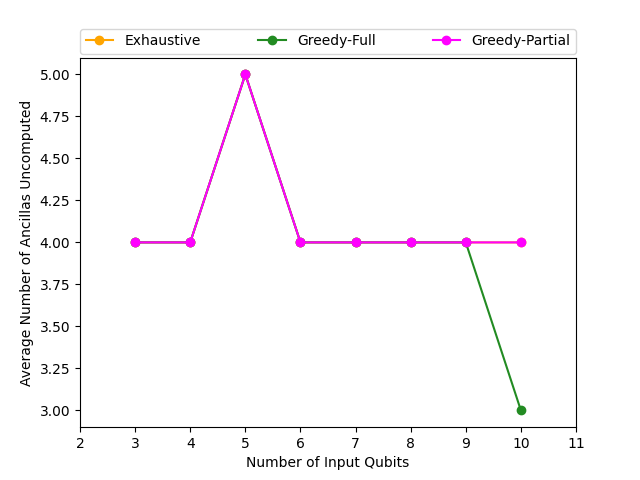 Exhaustive Greedy-Full Greedy-Partial
Average Number of Ancillas Uncomputed
5.00
4.75
4.50
4.25
4.00
3.75
3.50
3.25
3.00
2 3 4 5 6 7 8 9 10 11
Number of Input Qubits